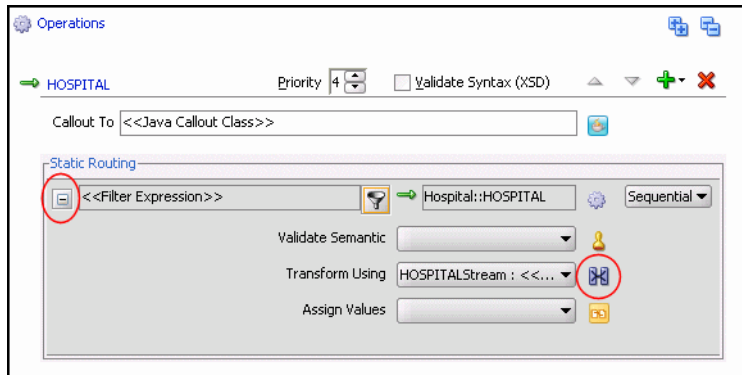 Operations
HOSPITAL Priority 4 Validate Syntax (XSD)
Callout To <<Java Callout Class>>
Static Routing
<<Filter Expression>> Hospital::HOSPITAL Sequential
Validate Semantic
Transform Using HOSPITALStream : <<...
Assign Values